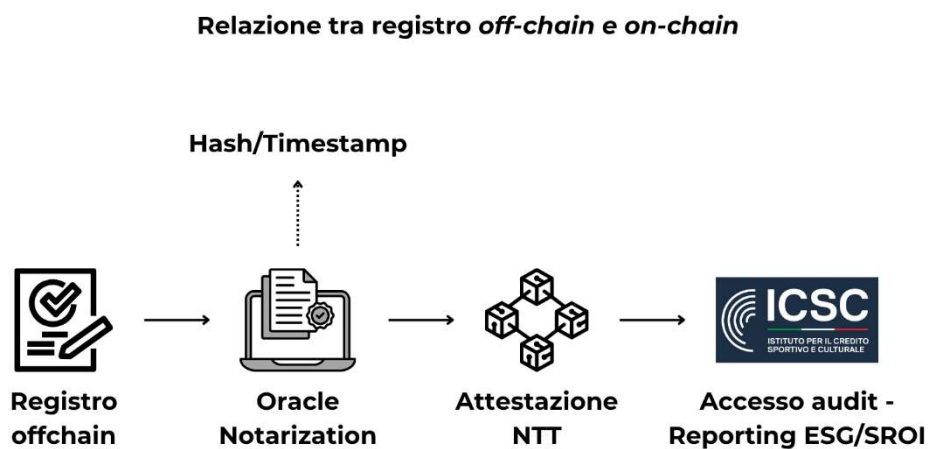 Relazione tra registro off-chain e on-chain
Hash/Timestamp
ICSC
ISTITUTO PER IL CREDITO
SPORTIVO E CULTURALE
Registro
offchain
Oracle
Notarization
Attestazione
NTT
Accesso audit -
Reporting ESG/SROI